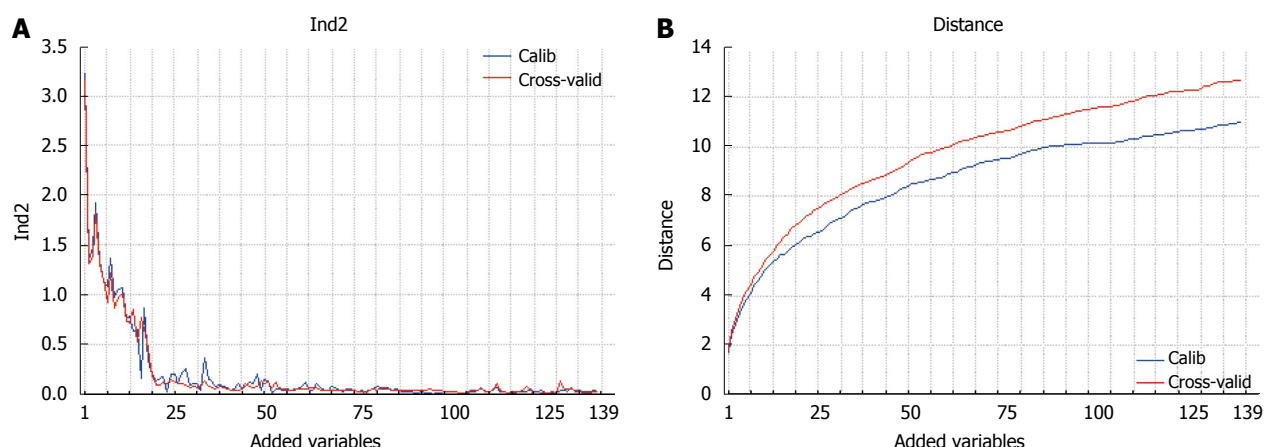 A
Ind2
3.5
3.0
2.5
2.0
1.5
1.0
0.5
0.0
Ind2
Calib
Cross-valid
1 25 50 75 100 125 139
Added variables
B
Distance
14
12
10
8
6
4
2
0
Distance
Calib
Cross-valid
1 25 50 75 100 125 139
Added variables